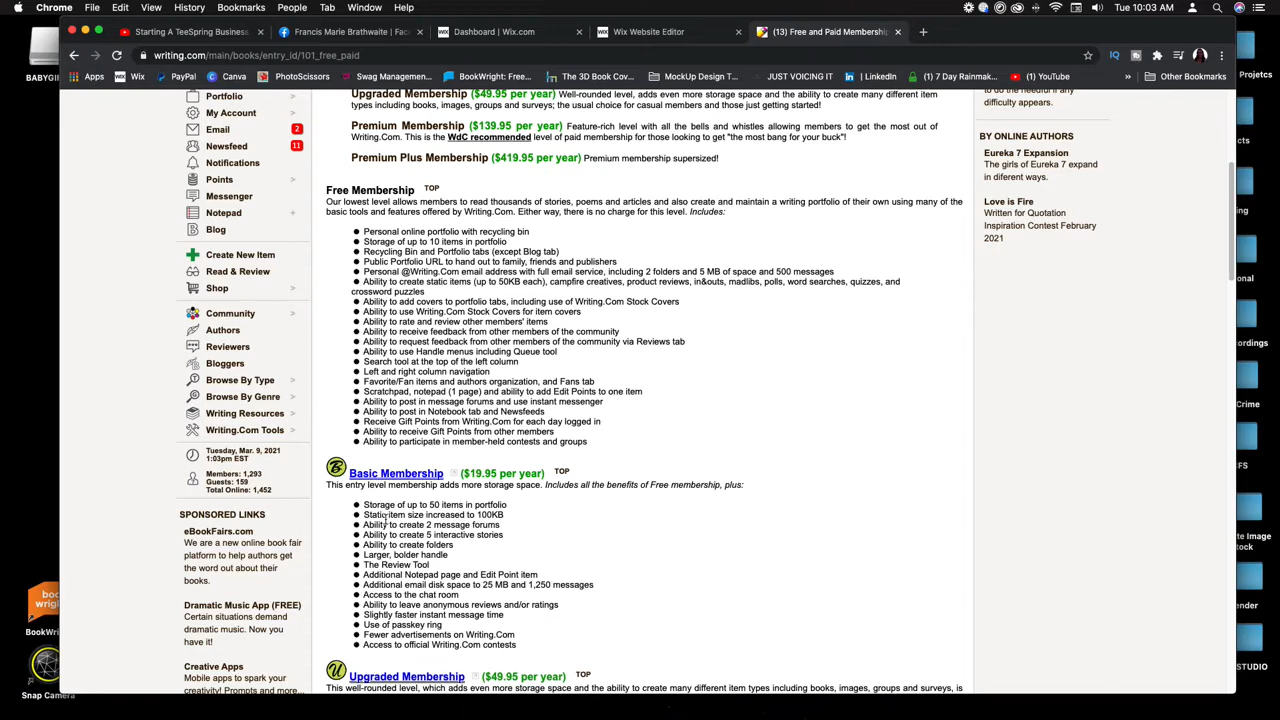 Chrome File Edit View History Bookmarks People Tab Window Help Tue 10:03 AM
Starting A TeeSpring Business Francis Marie Brathwaite | Fac Dashboard | Wix.com Wix Website Editor (13) Free and Paid Membership
writing.com/main/books/entry_id/101_free_paid
Apps Wix PayPal Canva PhotoScissors Swag Managemen... BookWright: Free... The 3D Book Cov... MockUp Design T... JUST VOICING IT LinkedIn (1) 7 Day Rainmak... (1) YouTube » Other Bookmarks
BABYGI
Portfolio
My Account
Email 2
Newsfeed 11
Notifications
Points
Messenger
Notepad
Blog
Create New Item
Read & Review
Shop
Community
Authors
Reviewers
Bloggers
Browse By Type
Browse By Genre
Writing Resources
Writing.Com Tools
Tuesday, Mar. 9, 2021
1:03pm EST
Members: 1,293
Guests: 159
Total Online: 1,452
SPONSORED LINKS
eBookFairs.com
We are a new online book fair
platform to help authors get
the word out about their
books.
Dramatic Music App (FREE)
Certain situations demand
dramatic music. Now you
have it!
Creative Apps
Mobile apps to spark your
creativity! Prompts and more...
Upgraded Membership ($49.95 per year) Well-rounded level, adds even more storage space and the ability to create many different item
types including books, images, groups and surveys; the usual choice for casual members and those just getting started!
Premium Membership ($139.95 per year) Feature-rich level with all the bells and whistles allowing members to get the most out of
Writing.Com. This is the WdC recommended level of paid membership for those looking to get "the most bang for your buck"!
Premium Plus Membership ($419.95 per year) Premium membership supersized!
Free Membership TOP
Our lowest level allows members to read thousands of stories, poems and articles and also create and maintain a writing portfolio of their own using many of the
basic tools and features offered by Writing.Com. Either way, there is no charge for this level. Includes:
● Personal online portfolio with recycling bin
● Storage of up to 10 items in portfolio
● Recycling Bin and Portfolio tabs (except Blog tab)
● Public Portfolio URL to hand out to family, friends and publishers
● Personal @Writing.Com email address with full email service, including 2 folders and 5 MB of space and 500 messages
● Ability to create static items (up to 50KB each), campfire creatives, product reviews, in&outs, madlibs, polls, word searches, quizzes, and
crossword puzzles
● Ability to add covers to portfolio tabs, including use of Writing.Com Stock Covers
● Ability to use Writing.Com Stock Covers for item covers
● Ability to rate and review other members' items
● Ability to receive feedback from other members of the community
● Ability to request feedback from other members of the community via Reviews tab
● Ability to use Handle menus including Queue tool
● Search tool at the top of the left column
● Left and right column navigation
● Favorite/Fan items and authors organization, and Fans tab
● Scratchpad, notepad (1 page) and ability to add Edit Points to one item
● Ability to post in message forums and use instant messenger
● Ability to post in Notebook tab and Newsfeeds
● Receive Gift Points from Writing.Com for each day logged in
● Ability to receive Gift Points from other members
● Ability to participate in member-held contests and groups
B Basic Membership ($19.95 per year) TOP
This entry level membership adds more storage space. Includes all the benefits of Free membership, plus:
● Storage of up to 50 items in portfolio
● Static item size increased to 100KB
● Ability to create 2 message forums
● Ability to create 5 interactive stories
● Ability to create folders
● Larger, bolder handle
● The Review Tool
● Additional Notepad page and Edit Point item
● Additional email disk space to 25 MB and 1,250 messages
● Access to the chat room
● Ability to leave anonymous reviews and/or ratings
● Slightly faster instant message time
● Use of passkey ring
● Fewer advertisements on Writing.Com
● Access to official Writing.Com contests
U Upgraded Membership ($49.95 per year) TOP
This well-rounded level, which adds even more storage space and the ability to create many different item types including books, images, groups and surveys, is
to do the needful if any
difficulty appears.
BY ONLINE AUTHORS
Eureka 7 Expansion
The girls of Eureka 7 expand
in diferent ways.
Love is Fire
Written for Quotation
Inspiration Contest February
2021
BookWri
Snap Camera
ojects
ordings
Crime
CFS
ate Image
tock
ender
STUDIO